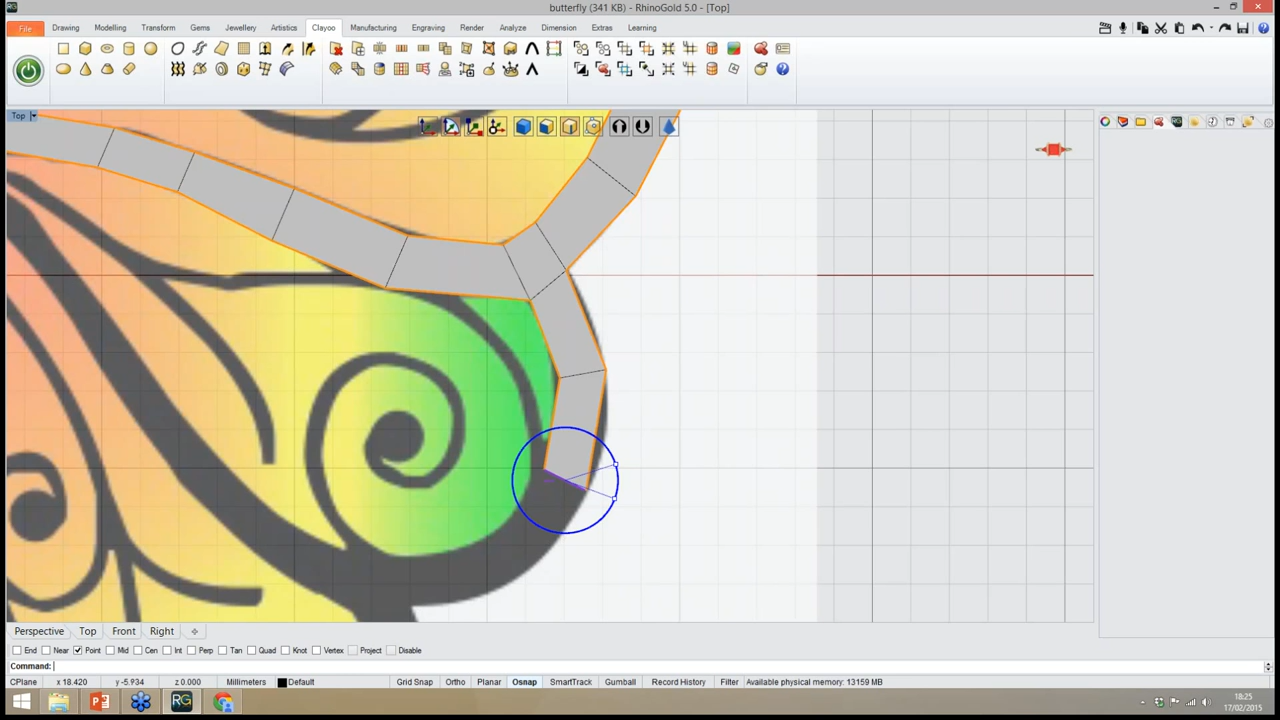 RG butterfly (341 KB) - RhinoGold 5.0 - [Top]
File Drawing Modelling Transform Gems Jewellery Artistics Clayoo Manufacturing Engraving Render Analyze Dimension Extras Learning
Top
Perspective Top Front Right
End Near Point Mid Cen Int Perp Tan Quad Knot Vertex Project Disable
Command:
CPlane x 18.420 y -5.934 z 0.000 Millimeters Default Grid Snap Ortho Planar Osnap SmartTrack Gumball Record History Filter Available physical memory: 13159 MB
RG
18:25
17/02/2015